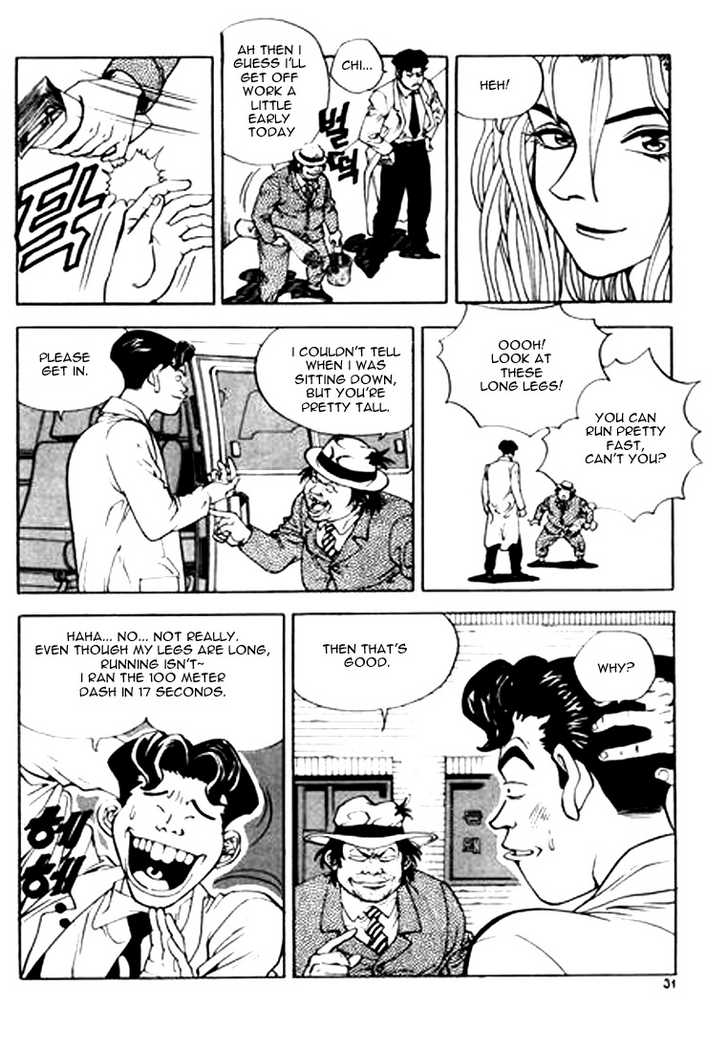 탁
AH THEN I
GUESS I'LL
GET OFF
WORK A
LITTLE
EARLY
TODAY
CHI...
벌떡
HEH!
PLEASE
GET IN.
I COULDN'T TELL
WHEN I WAS
SITTING DOWN,
BUT YOU'RE
PRETTY TALL.
OOOH!
LOOK AT
THESE
LONG LEGS!
YOU CAN
RUN PRETTY
FAST,
CAN'T YOU?
HAHA... NO... NOT REALLY.
EVEN THOUGH MY LEGS ARE LONG,
RUNNING ISN'T~
I RAN THE 100 METER
DASH IN 17 SECONDS.
헤
헤
THEN THAT'S
GOOD.
WHY?
31